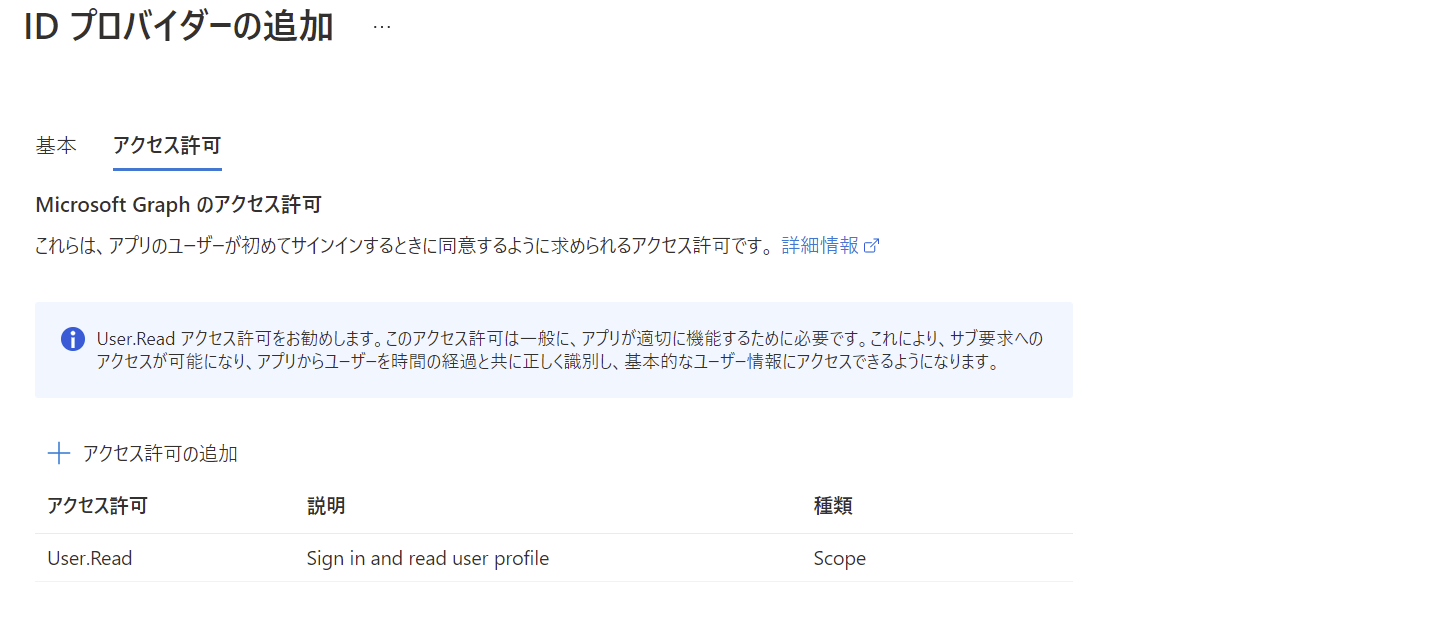 ID プロバイダーの追加 …
基本 アクセス許可
Microsoft Graph のアクセス許可
これらは、アプリのユーザーが初めてサインインするときに同意するように求められるアクセス許可です。 詳細情報
User.Read アクセス許可をお勧めします。このアクセス許可は一般に、アプリが適切に機能するために必要です。これにより、サブ要求への
アクセスが可能になり、アプリからユーザーを時間の経過と共に正しく識別し、基本的なユーザー情報にアクセスできるようになります。
アクセス許可の追加
アクセス許可 説明 種類
User.Read Sign in and read user profile Scope